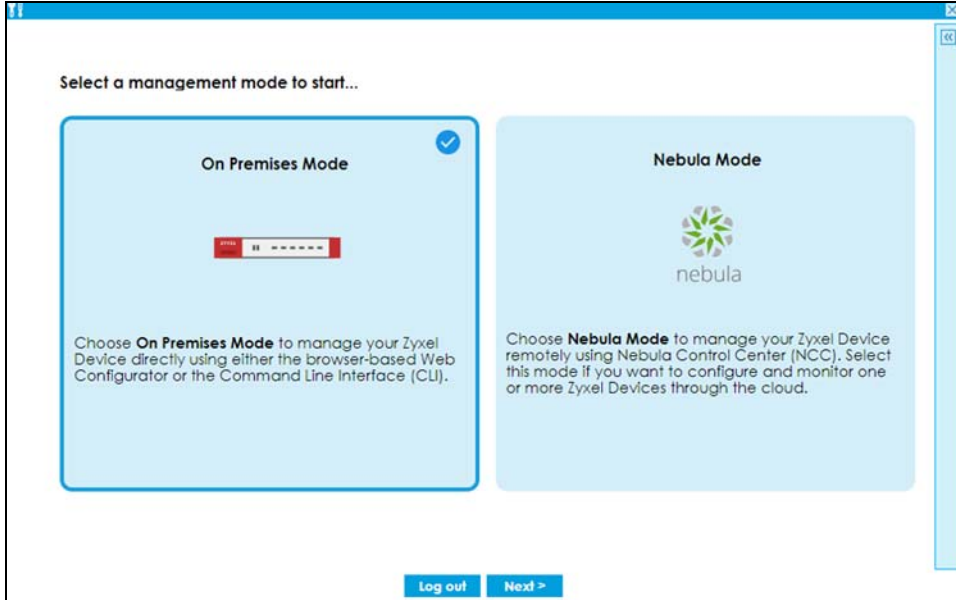 Select a management mode to start...
On Premises Mode
Choose On Premises Mode to manage your Zyxel
Device directly using either the browser-based Web
Configurator or the Command Line Interface (CLI).
Nebula Mode
nebula
Choose Nebula Mode to manage your Zyxel Device
remotely using Nebula Control Center (NCC). Select
this mode if you want to configure and monitor one
or more Zyxel Devices through the cloud.
Log out
Next >